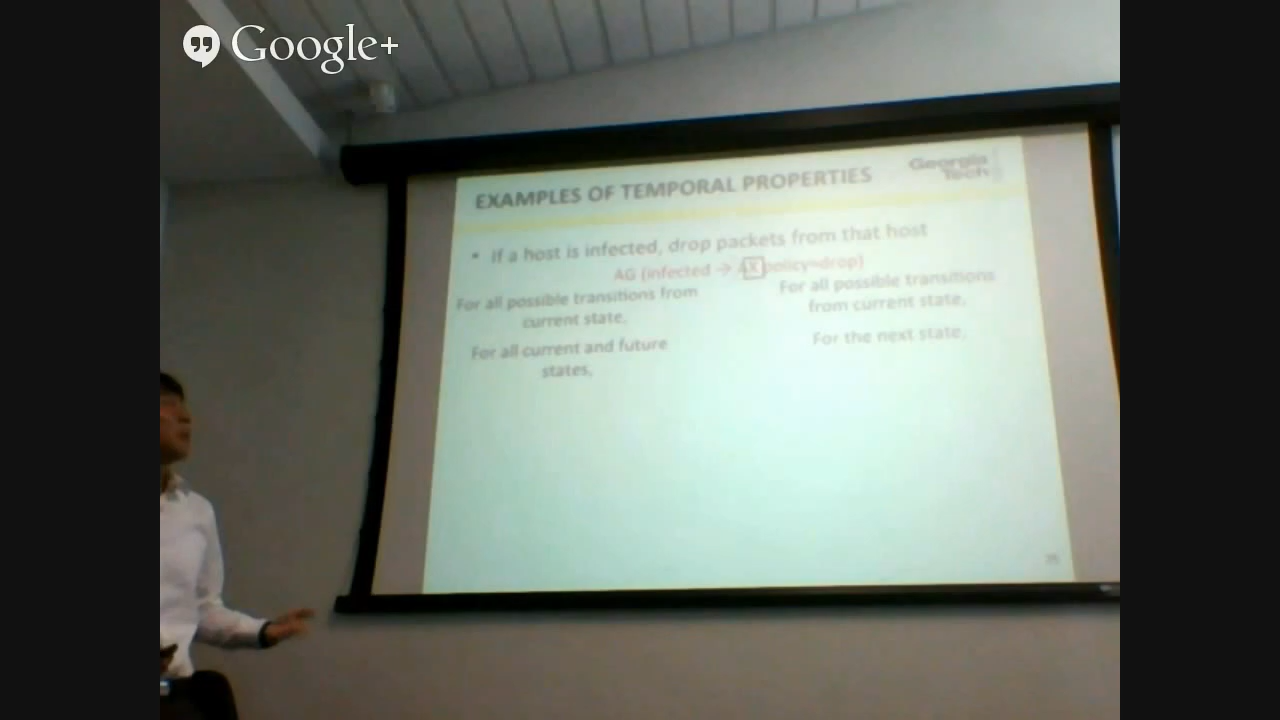 Google+
EXAMPLES OF TEMPORAL PROPERTIES
Georgia
Tech
• If a host is infected, drop packets from that host
AG (infected → AX policy=drop)
For all possible transitions from
current state,
For all current and future
states,
For all possible transitions
from current state,
For the next state,